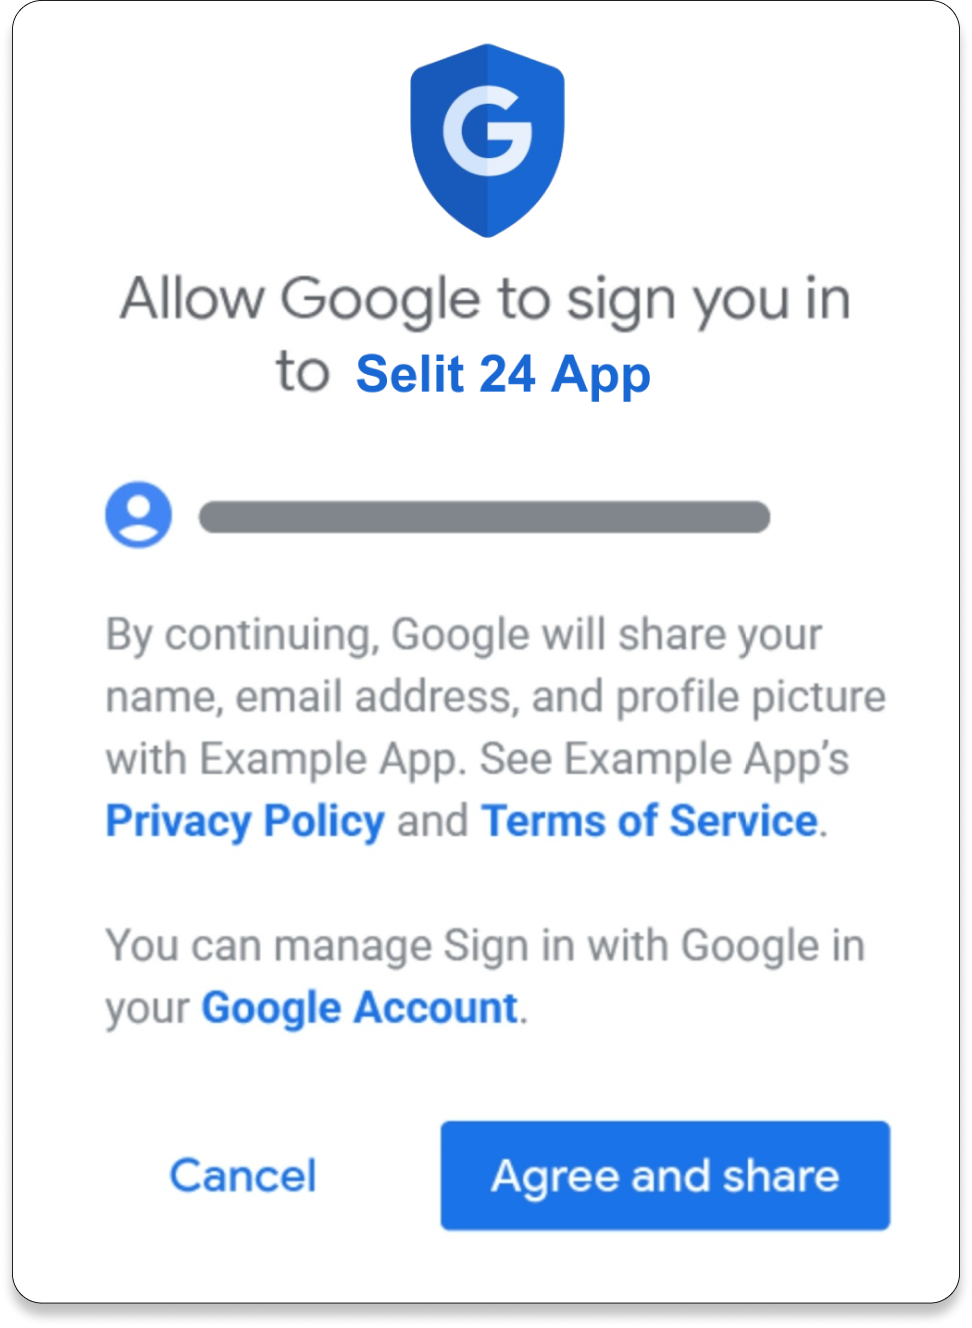 G
Allow Google to sign you in
to Selit 24 App
By continuing, Google will share your
name, email address, and profile picture
with Example App. See Example App’s
Privacy Policy and Terms of Service.
You can manage Sign in with Google in
your Google Account.
Cancel Agree and share